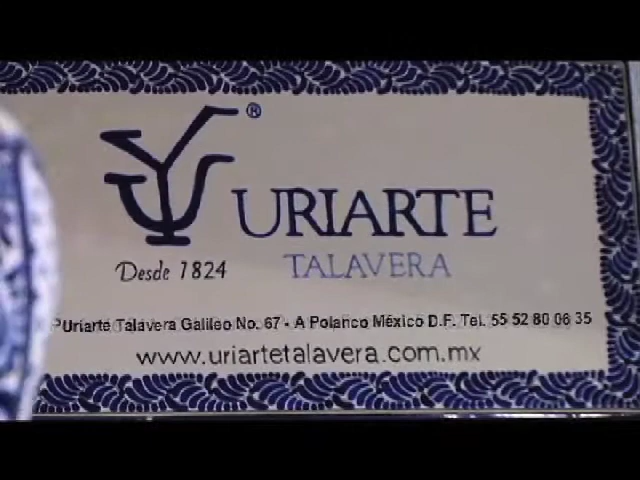 ®
URIARTE
Desde 1824
TALAVERA
Uriarte Talavera Galileo No. 67 - A Polanco México D.F. Tel. 55 52 80 06 35
www.uriartetalavera.com.mx